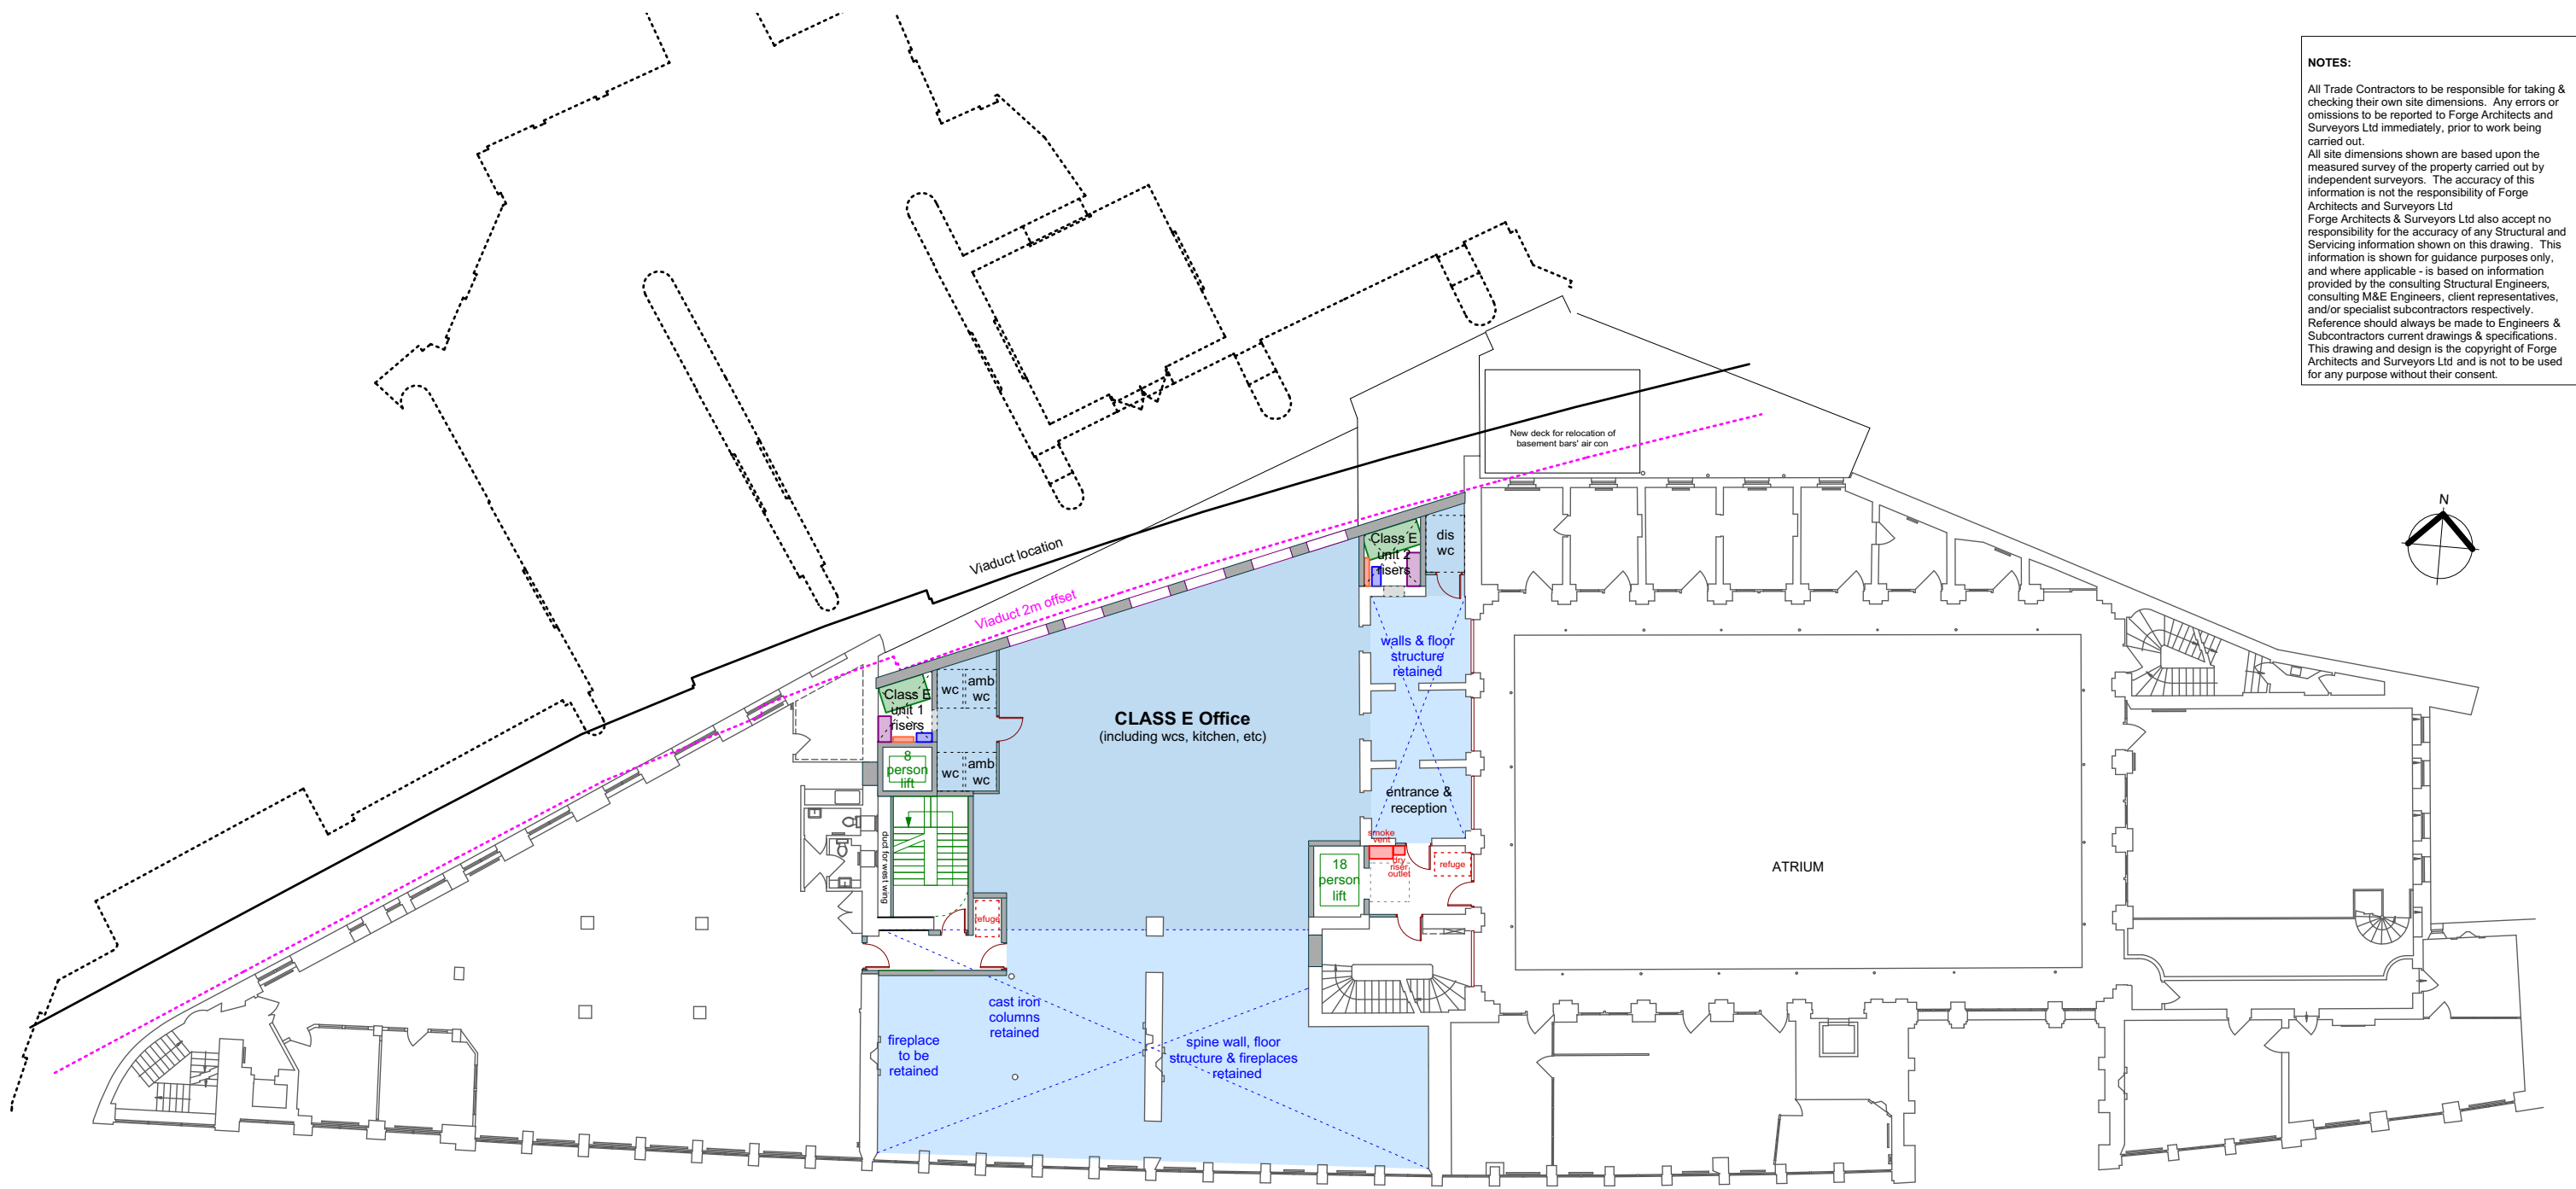 NOTES:
All Trade Contractors to be responsible for taking &
checking their own site dimensions. Any errors or
omissions to be reported to Forge Architects and
Surveyors Ltd immediately, prior to work being
carried out.
All site dimensions shown are based upon the
measured survey of the property carried out by
independent surveyors. The accuracy of this
information is not the responsibility of Forge
Architects and Surveyors Ltd
Forge Architects & Surveyors Ltd also accept no
responsibility for the accuracy of any Structural and
Servicing information shown on this drawing. This
information is shown for guidance purposes only,
and where applicable - is based on information
provided by the consulting Structural Engineers,
consulting M&E Engineers, client representatives,
and/or specialist subcontractors respectively.
Reference should always be made to Engineers &
Subcontractors current drawings & specifications.
This drawing and design is the copyright of Forge
Architects and Surveyors Ltd and is not to be used
for any purpose without their consent.
New deck for relocation of
basement bars' air con
N
Viaduct location
Viaduct 2m offset
Class E
unit 2
risers
dis
wc
walls & floor
structure
retained
Class E
unit 1
risers
wc
amb
wc
CLASS E Office
(including wcs, kitchen, etc)
8
person
lift
wc
amb
wc
entrance &
reception
smoke
vent
dry
riser
outlet
refuge
18
person
lift
ATRIUM
duct for west wing
refuge
cast iron
columns
retained
fireplace
to be
retained
spine wall, floor
structure & fireplaces
retained